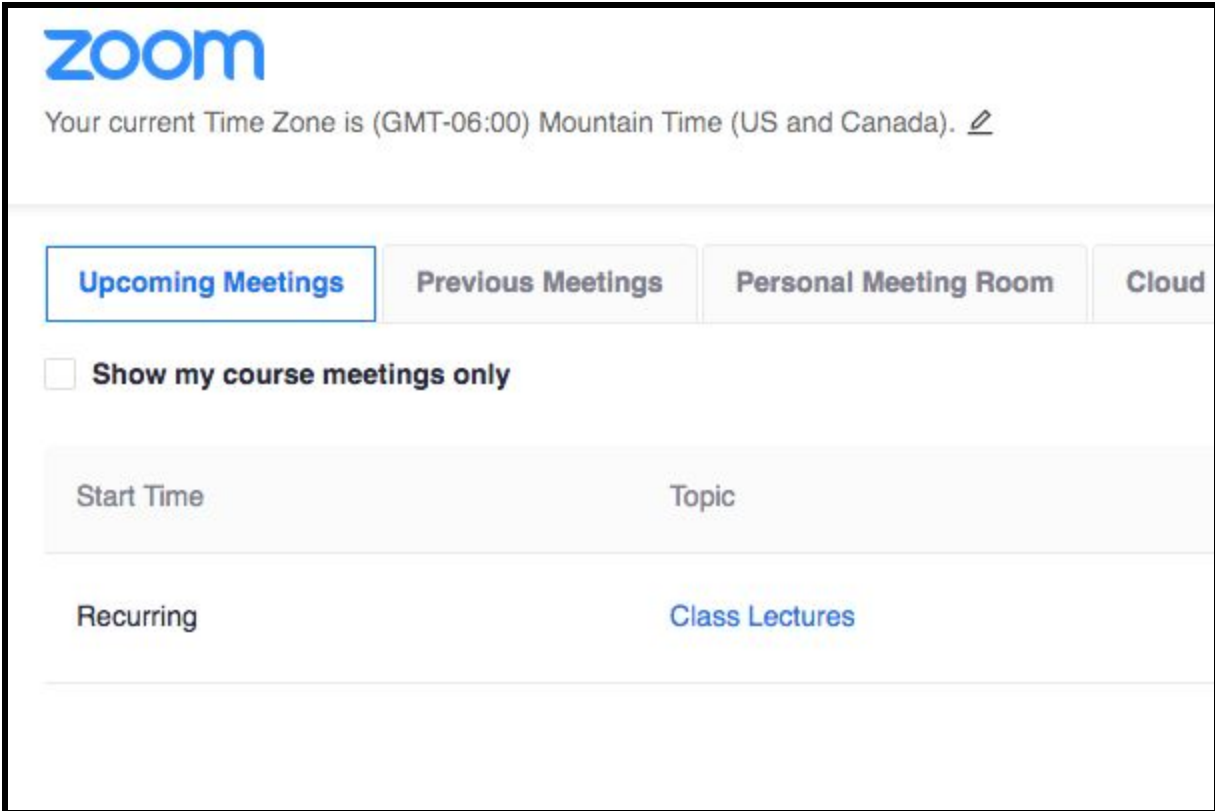 zoom
Your current Time Zone is (GMT-06:00) Mountain Time (US and Canada).
Upcoming Meetings Previous Meetings Personal Meeting Room Cloud
Show my course meetings only
Start Time Topic
Recurring Class Lectures